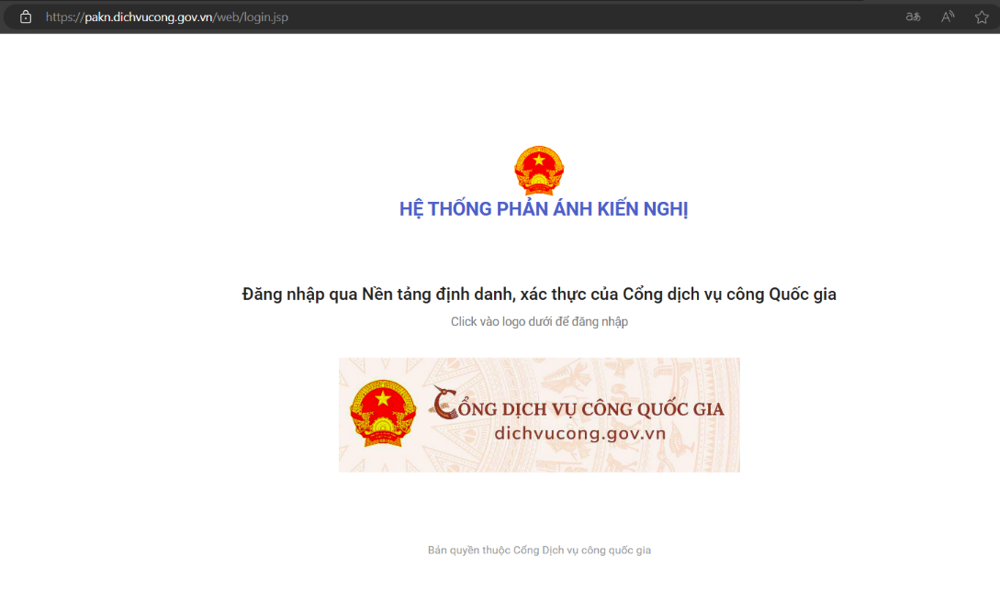 https://pakn.dichvucong.gov.vn/web/login.jsp
HỆ THỐNG PHẢN ÁNH KIẾN NGHỊ
Đăng nhập qua Nền tảng định danh, xác thực của Cổng dịch vụ công Quốc gia
Click vào logo dưới để đăng nhập
CỔNG DỊCH VỤ CÔNG QUỐC GIA
dichvucong.gov.vn
Bản quyền thuộc Cổng Dịch vụ công quốc gia